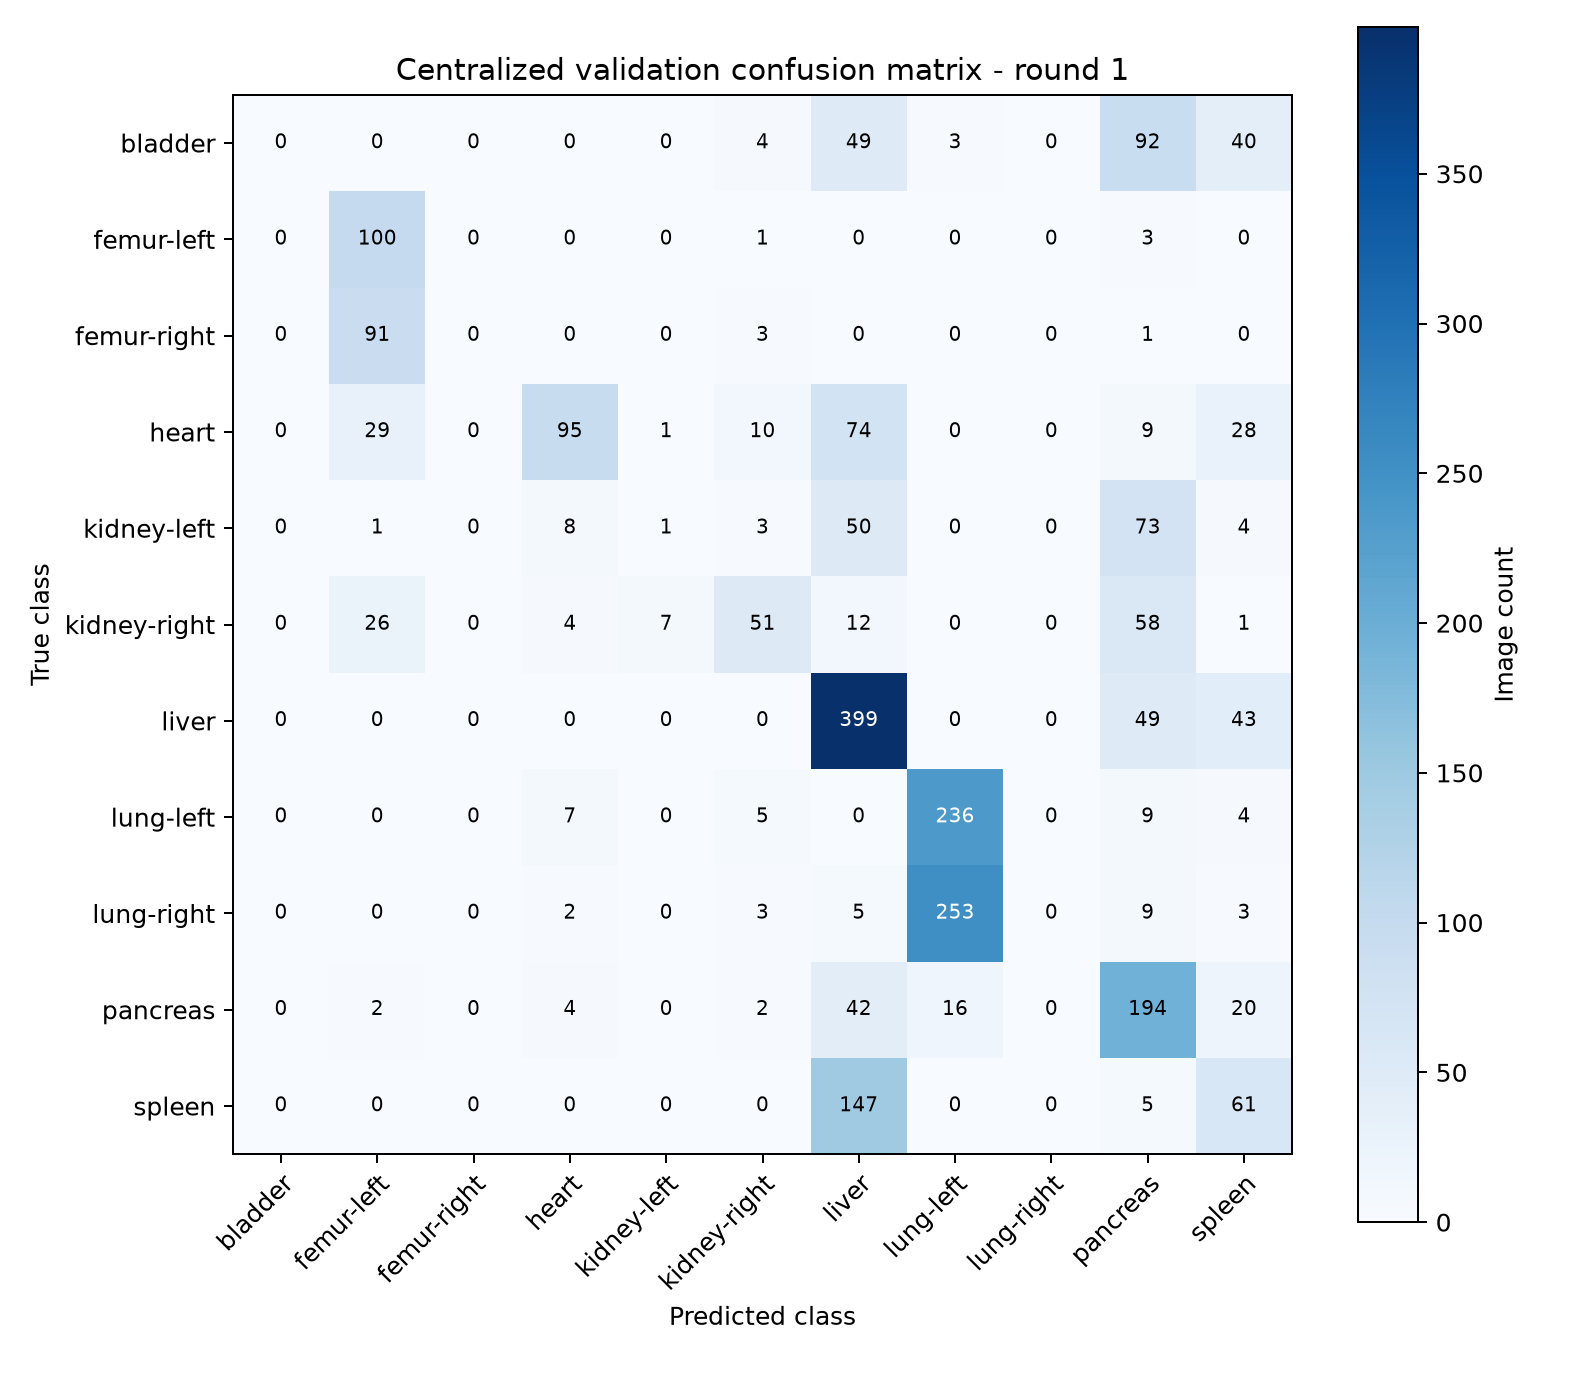 Centralized validation confusion matrix - round 1
bladder 0 0 0 0 0 4 49 3 0 92 40
femur-left 0 100 0 0 0 1 0 0 0 3 0
femur-right 0 91 0 0 0 3 0 0 0 1 0
heart 0 29 0 95 1 10 74 0 0 9 28
kidney-left 0 1 0 8 1 3 50 0 0 73 4
kidney-right 0 26 0 4 7 51 12 0 0 58 1
liver 0 0 0 0 0 0 399 0 0 49 43
lung-left 0 0 0 7 0 5 0 236 0 9 4
lung-right 0 0 0 2 0 3 5 253 0 9 3
pancreas 0 2 0 4 0 2 42 16 0 194 20
spleen 0 0 0 0 0 0 147 0 0 5 61
True class
bladder femur-left femur-right heart kidney-left kidney-right liver lung-left lung-right pancreas spleen
Predicted class
350
300
250
200
150
100
50
0
Image count